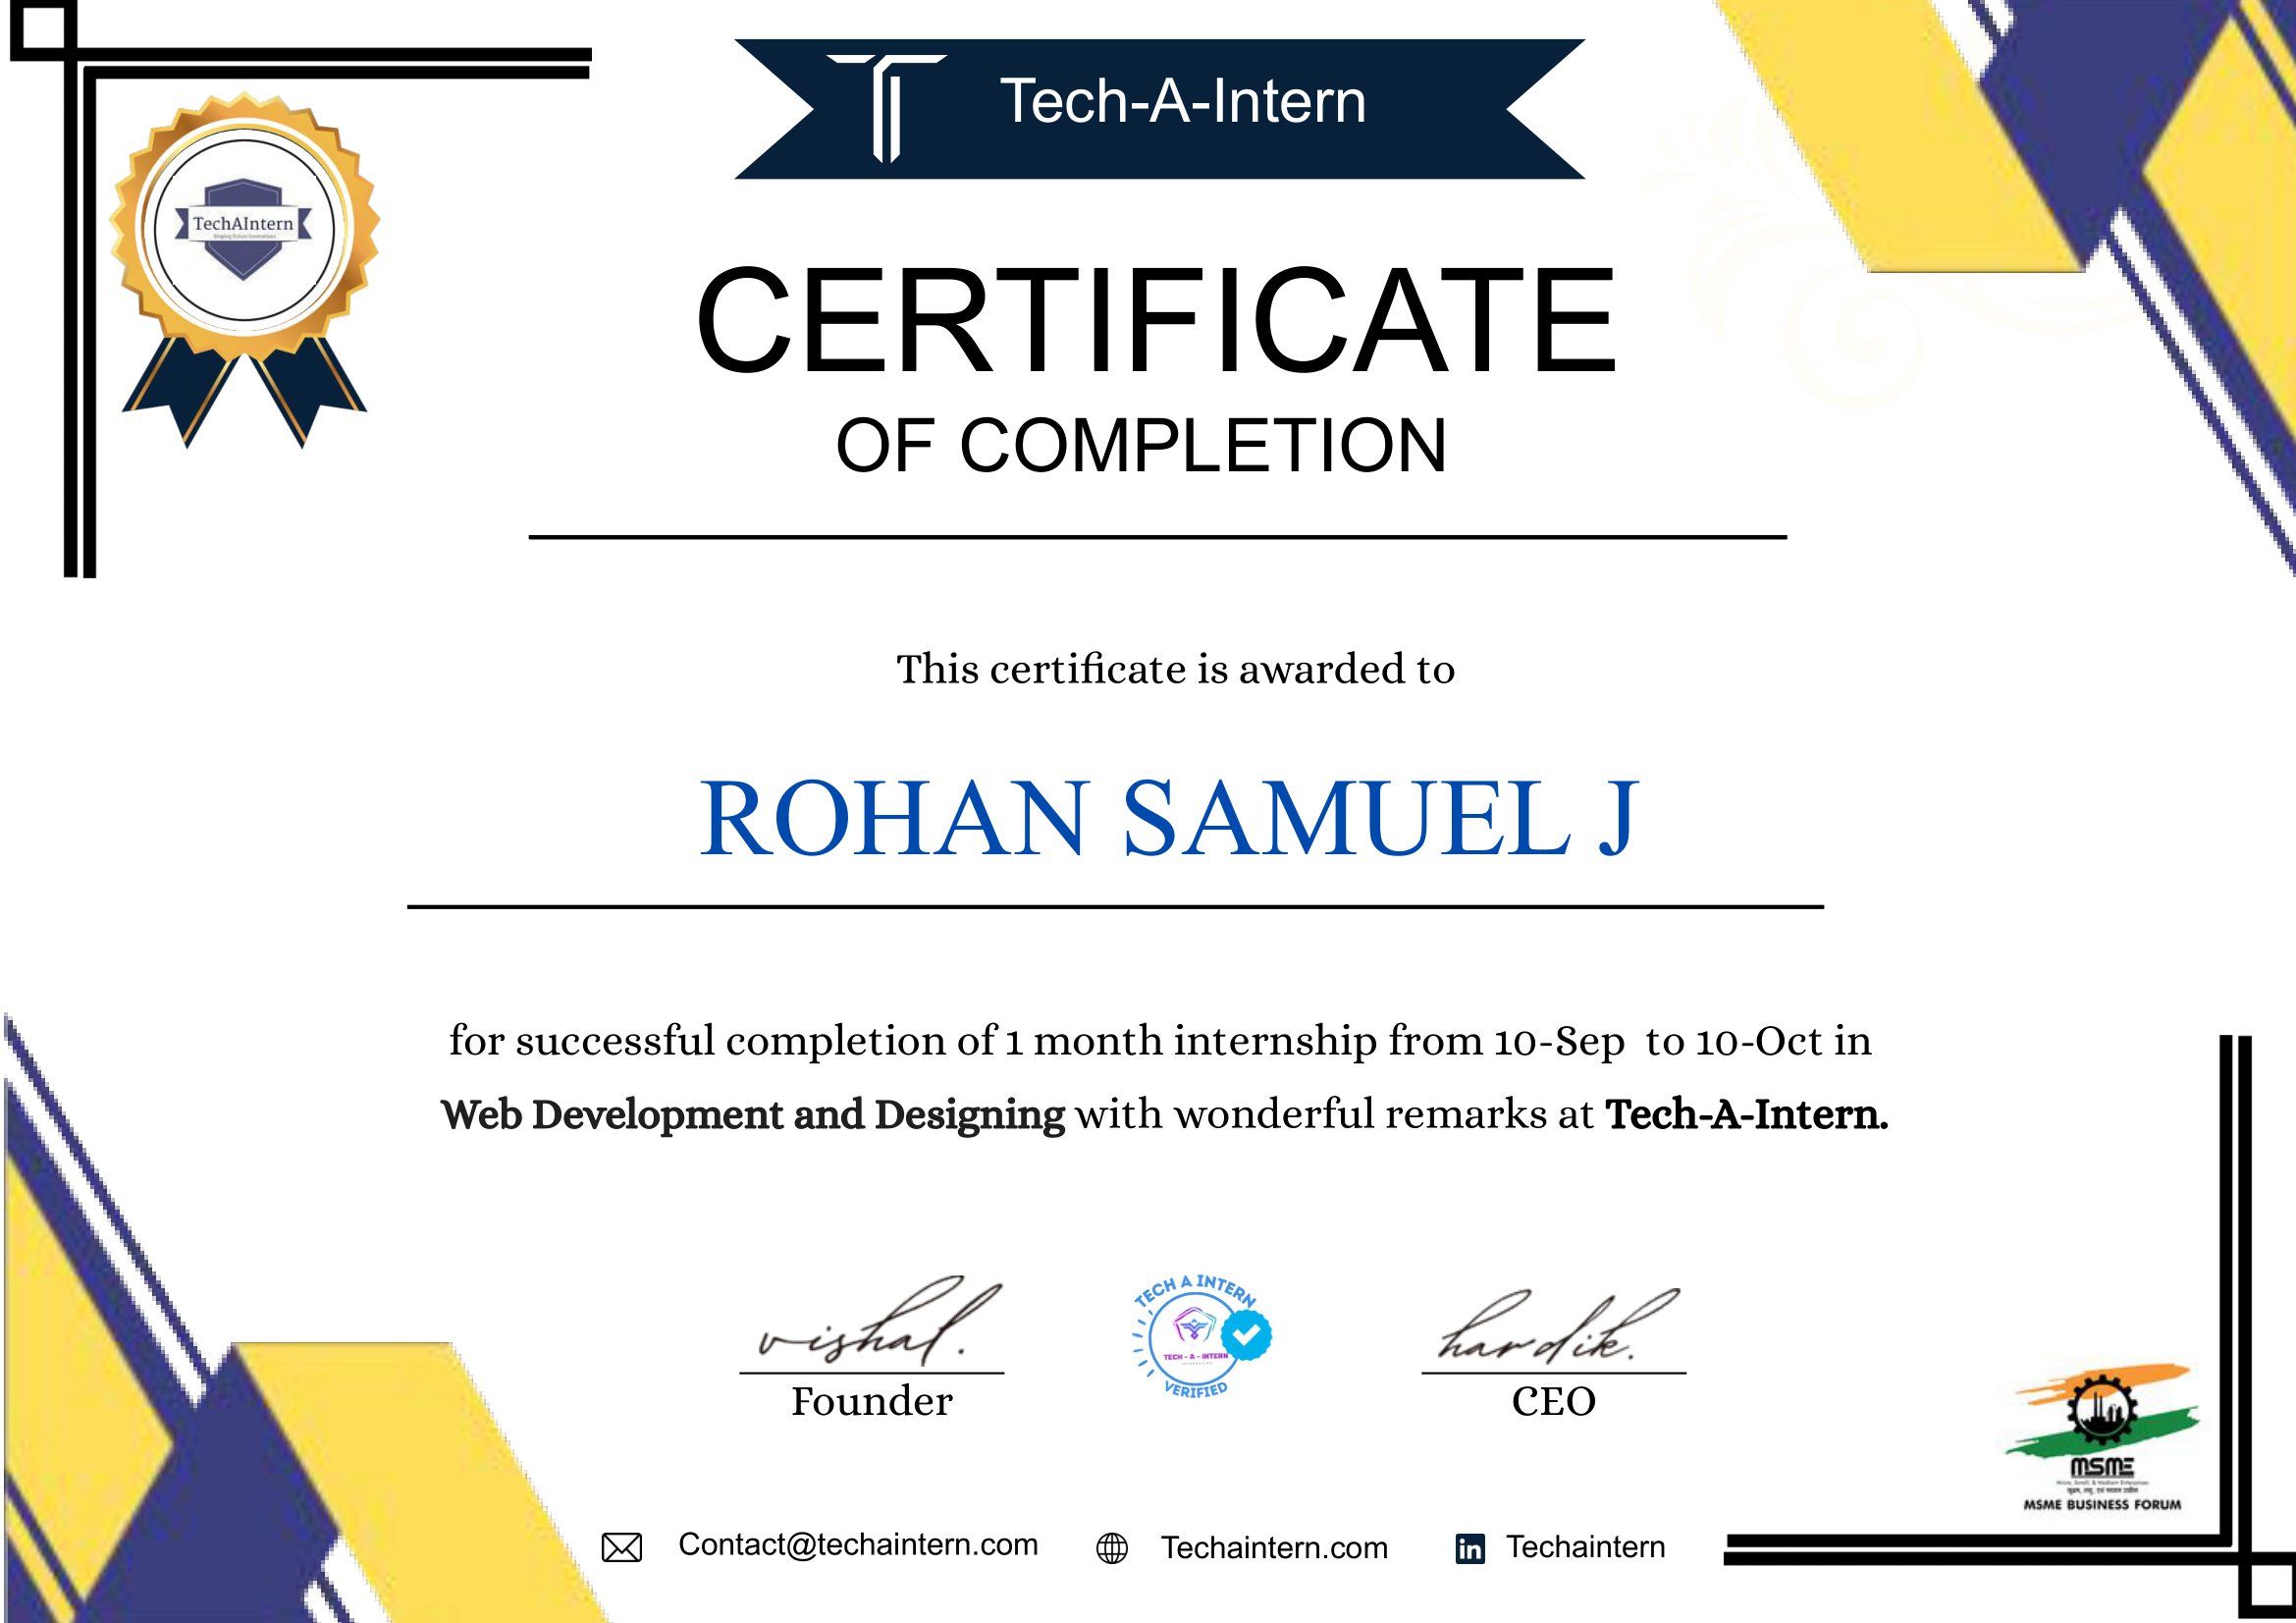 Tech-A-Intern
TechAIntern
CERTIFICATE
OF COMPLETION
This certificate is awarded to
ROHAN SAMUEL J
for successful completion of 1 month internship from 10-Sep to 10-Oct in
Web Development and Designing with wonderful remarks at Tech-A-Intern.
vishal.
Founder
TECH A INTERN
TECH - A - INTERN
VERIFIED
hardik.
CEO
MSME
MSME BUSINESS FORUM
Contact@techaintern.com
Techaintern.com
in Techaintern